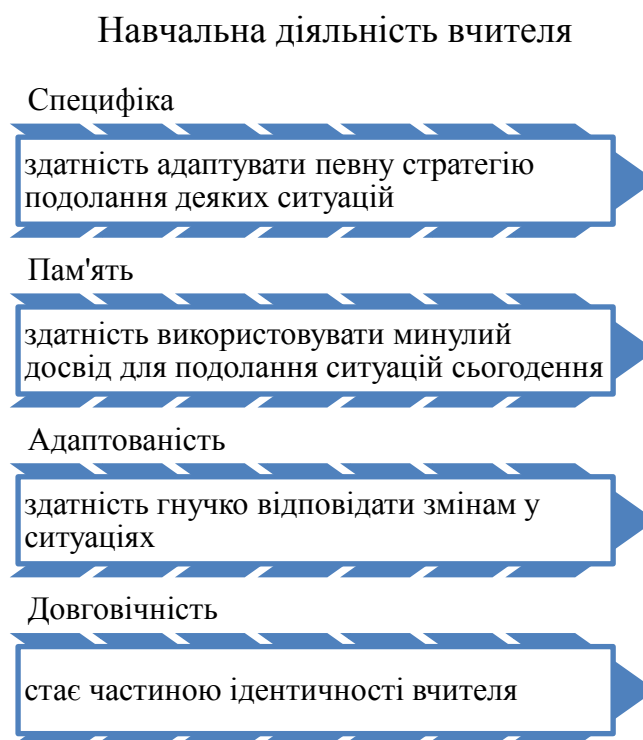 Навчальна діяльність вчителя
Специфіка
здатність адаптувати певну стратегію
подолання деяких ситуацій
Пам'ять
здатність використовувати минулий
досвід для подолання ситуацій сьогодення
Адаптованість
здатність гнучко відповідати змінам у
ситуаціях
Довговічність
стає частиною ідентичності вчителя